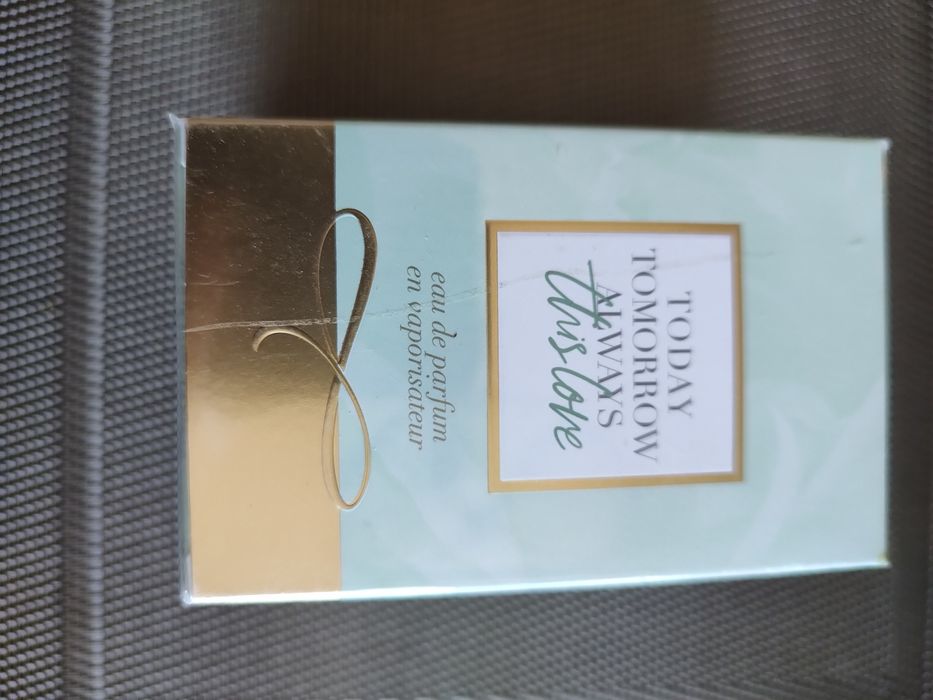 TODAY
TOMORROW
ALWAYS
this love
eau de parfum
en vaporisateur